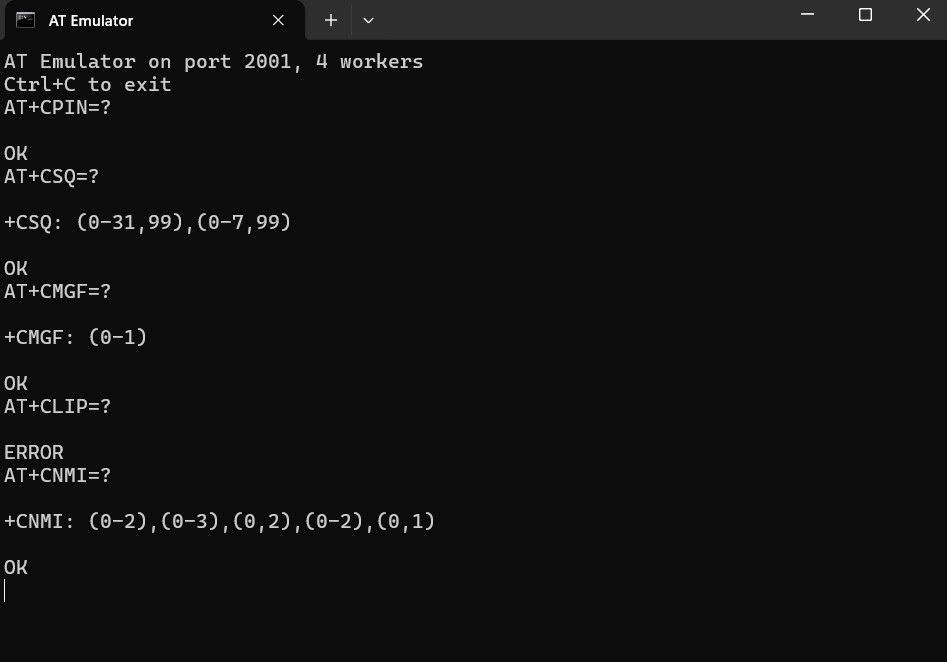 AT Emulator
AT Emulator on port 2001, 4 workers
Ctrl+C to exit
AT+CPIN=?
OK
AT+CSQ=?
+CSQ: (0-31,99),(0-7,99)
OK
AT+CMGF=?
+CMGF: (0-1)
OK
AT+CLIP=?
ERROR
AT+CNMI=?
+CNMI: (0-2),(0-3),(0,2),(0-2),(0,1)
OK